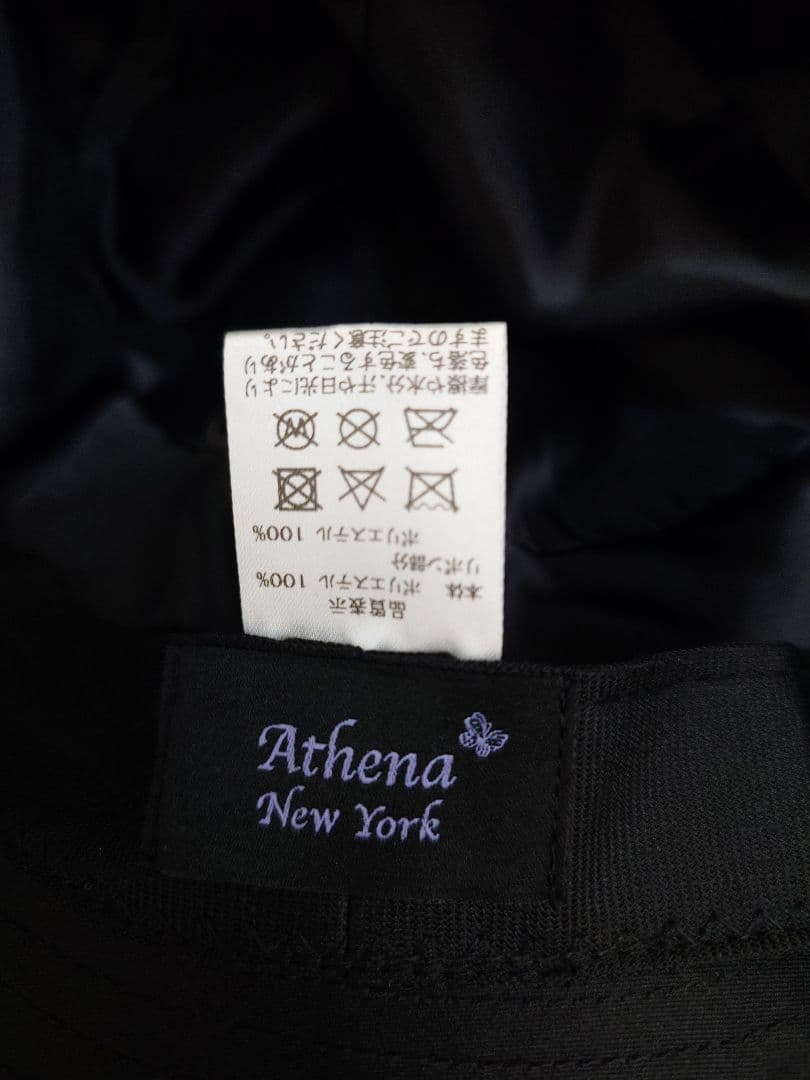 品質表示
本体 ポリエステル 100%
リボン部分
ポリエステル 100%
摩擦や水分、汗や日光により
色落ち、変色することがあり
ますのでご注意ください。
Athena
New York